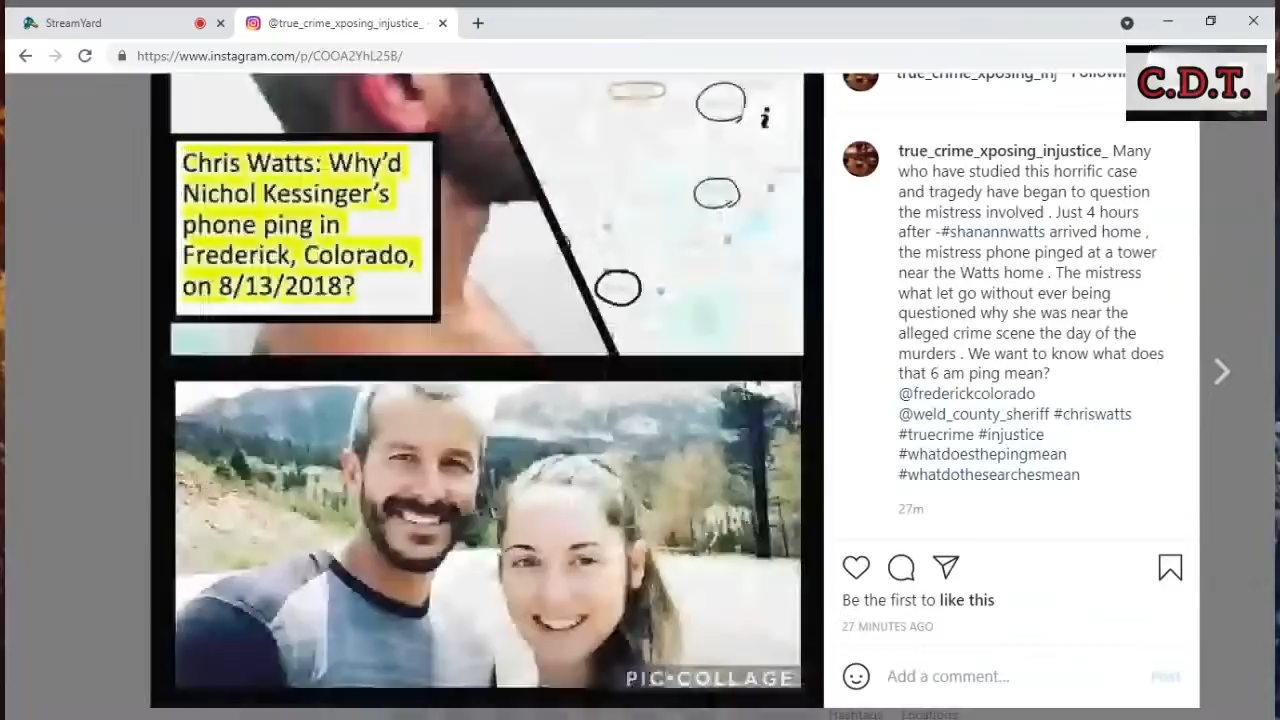 StreamYard
@true_crime_xposing_injustice_ -
https://www.instagram.com/p/COOA2YhL25B/
C.D.T.
true_crime_xposing_inj
i
Chris Watts: Why'd
Nichol Kessinger's
phone ping in
Frederick, Colorado,
on 8/13/2018?
PIC•COLLAGE
true_crime_xposing_injustice_ Many
who have studied this horrific case
and tragedy have began to question
the mistress involved . Just 4 hours
after -#shanannwatts arrived home ,
the mistress phone pinged at a tower
near the Watts home . The mistress
what let go without ever being
questioned why she was near the
alleged crime scene the day of the
murders . We want to know what does
that 6 am ping mean?
@frederickcolorado
@weld_county_sheriff #chriswatts
#truecrime #injustice
#whatdoesthepingmean
#whatdothesearchesmean
27m
Be the first to like this
27 MINUTES AGO
Add a comment...
POST
Hashtags Locations